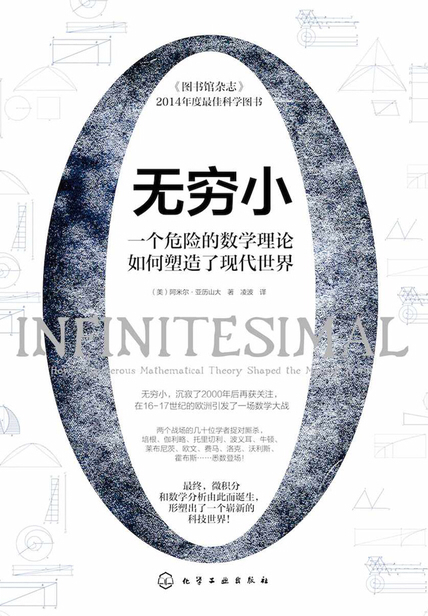 《图书馆杂志》
2014年度最佳科学图书
无穷小
一个危险的数学理论
如何塑造了现代世界
(美)阿米尔·亚历山大 著 凌波 译
INFINITESIMAL
erous Mathematical Theory Shaped the M
无穷小,沉寂了2000年后再获关注,
在16~17世纪的欧洲引发了一场数学大战
两个战场的几十位学者捉对厮杀,
培根、伽利略、托里切利、波义耳、牛顿、
莱布尼茨、欧文、费马、洛克、沃利斯、
霍布斯……悉数登场!
最终,微积分
和数学分析由此而诞生,
形塑出了一个崭新的
科技世界!
化学工业出版社